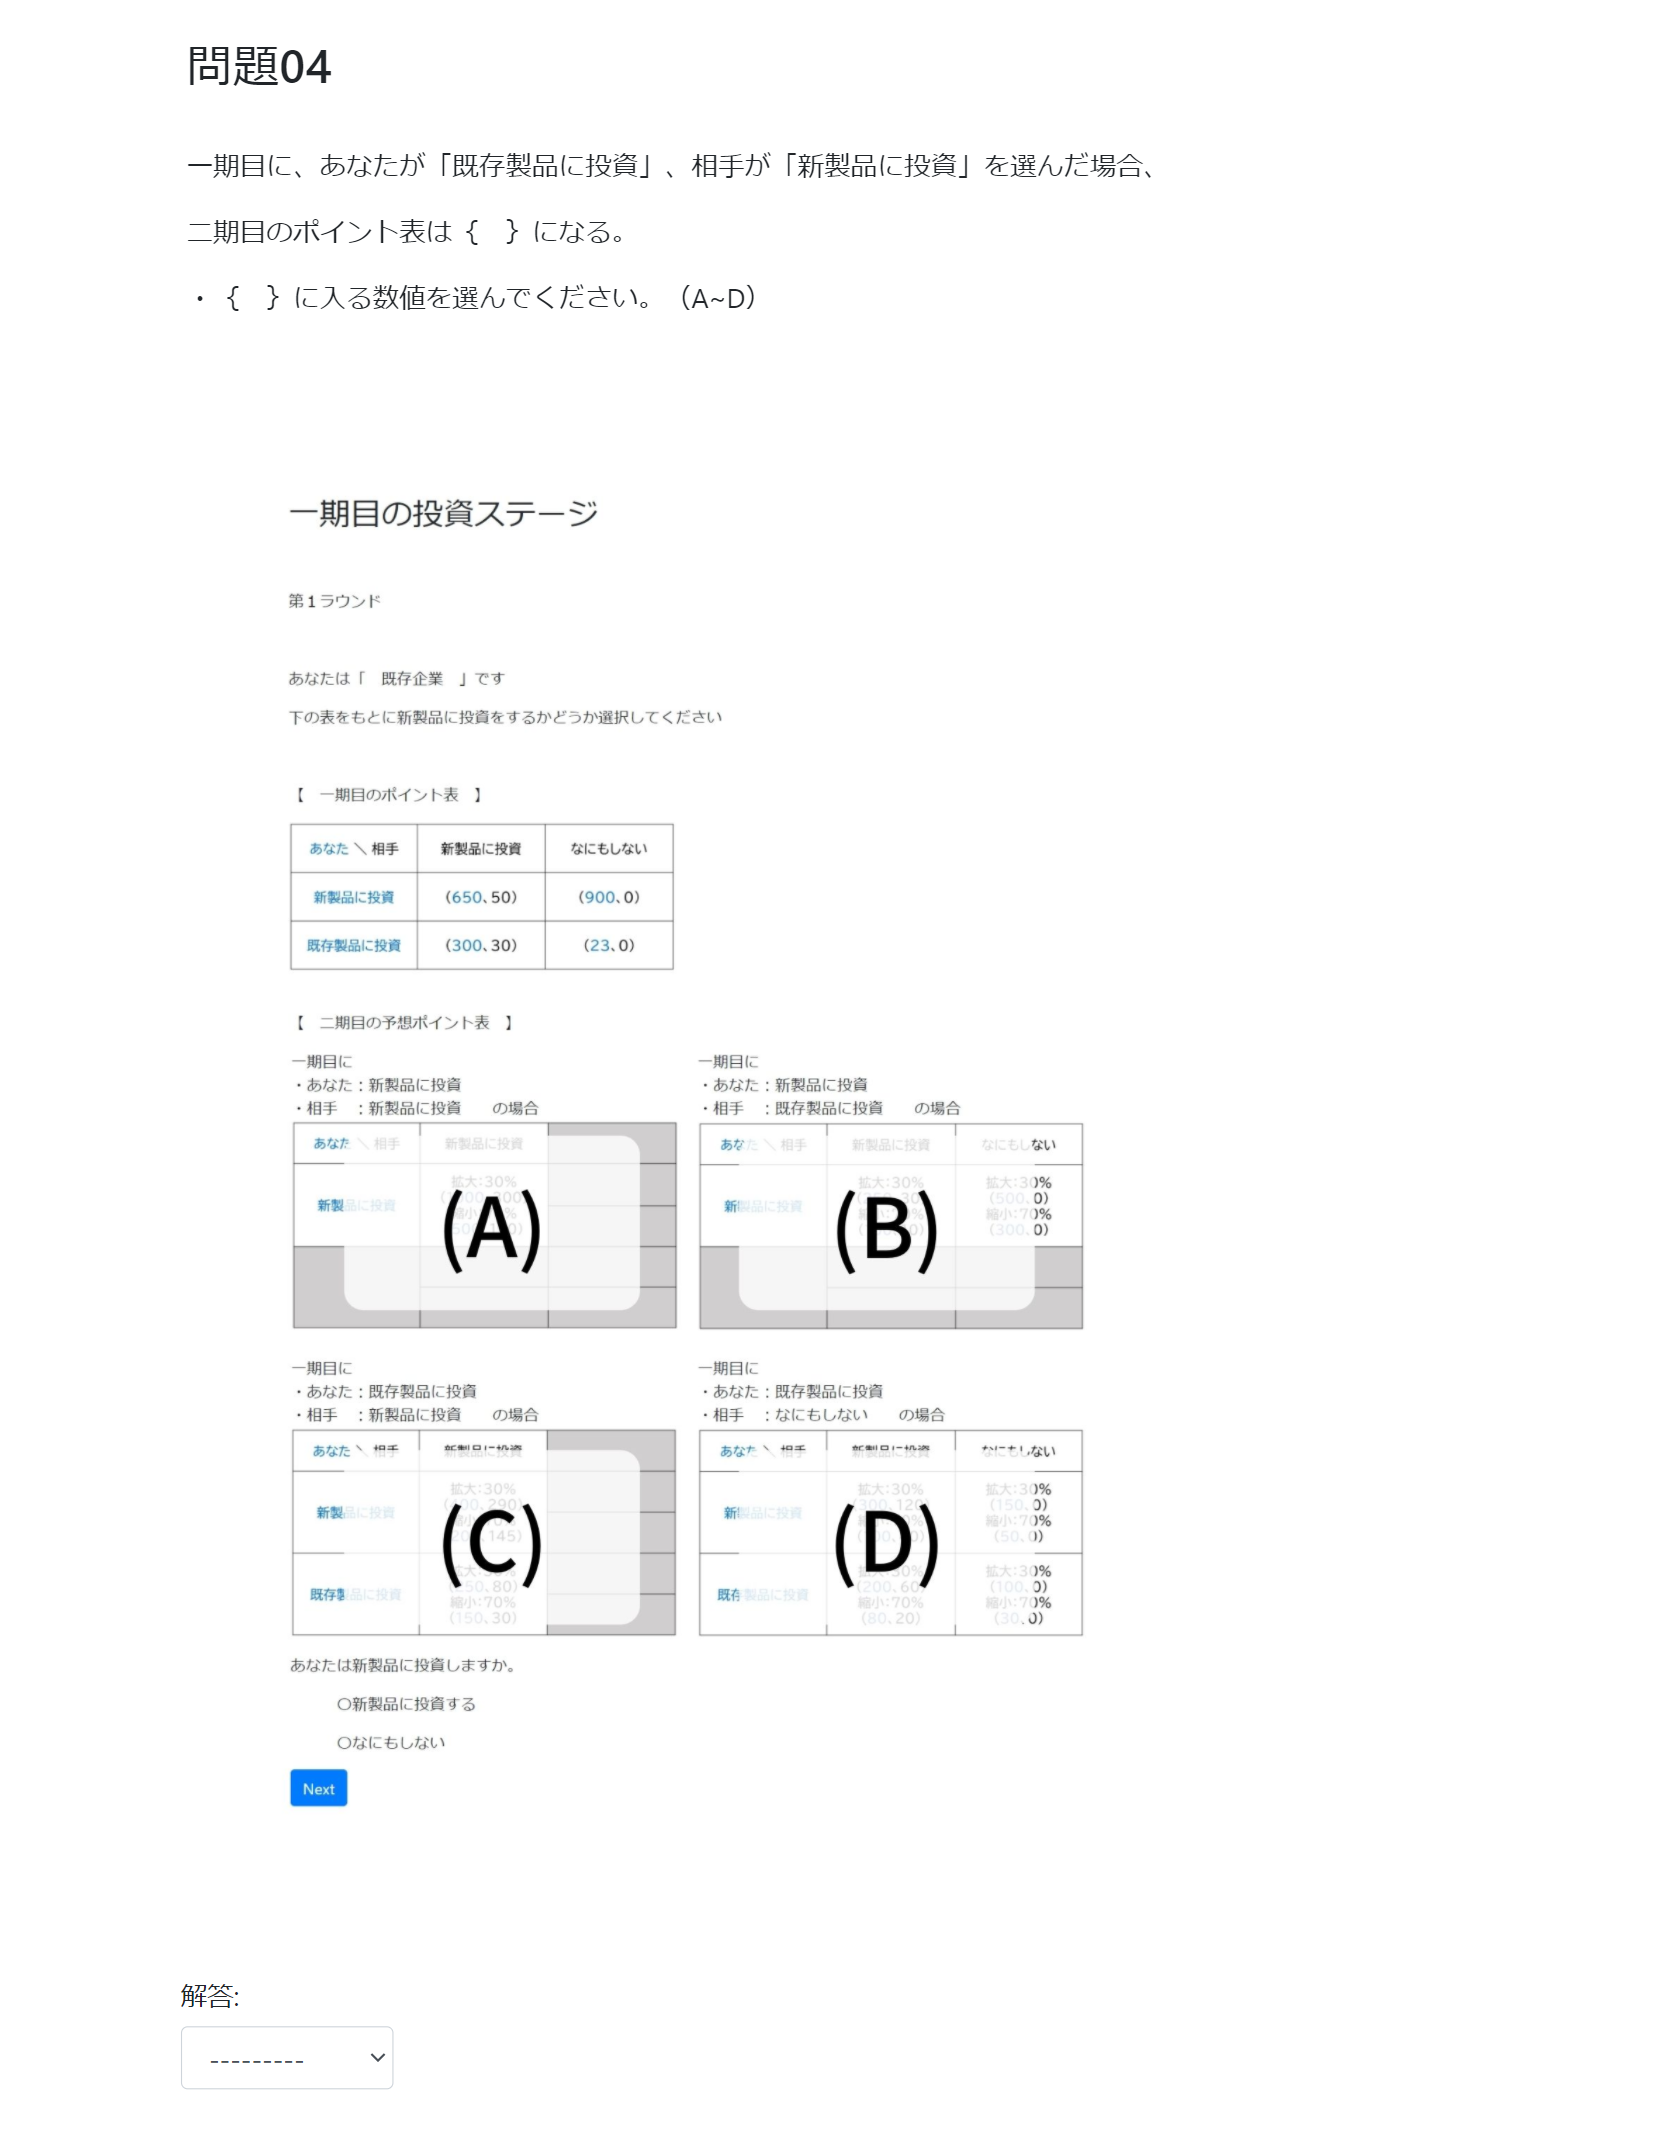 問題04
一期目に、あなたが「既存製品に投資」、相手が「新製品に投資」を選んだ場合、
二期目のポイント表は｛　｝になる。
・｛　｝に入る数値を選んでください。（A~D）
一期目の投資ステージ
第１ラウンド
あなたは「　既存企業　」です
下の表をもとに新製品に投資をするかどうか選択してください
【　一期目のポイント表　】
あなた ＼ 相手　新製品に投資　なにもしない
新製品に投資　（650、50）　（900、0）
既存製品に投資　（300、30）　（23、0）
【　二期目の予想ポイント表　】
一期目に
・あなた：新製品に投資
・相手　：新製品に投資　　の場合
あなた ＼ 相手　新製品に投資
新製品に投資
拡大：30%
(A)
一期目に
・あなた：新製品に投資
・相手　：既存製品に投資　　の場合
あなた ＼ 相手　新製品に投資　なにもしない
新製品に投資
拡大：30%　拡大：30%
（500、0）
縮小：70%
（300、0）
(B)
一期目に
・あなた：既存製品に投資
・相手　：新製品に投資　　の場合
あなた ＼ 相手　新製品に投資
新製品に投資
拡大：30%
(C)
既存製品に投資
縮小：70%
（150、30）
一期目に
・あなた：既存製品に投資
・相手　：なにもしない　　の場合
あなた ＼ 相手　新製品に投資　なにもしない
新製品に投資
拡大：30%　拡大：30%
（300、120）　（150、0）
縮小：70%
（50、0）
(D)
既存製品に投資
拡大：30%
（200、60）　（100、0）
縮小：70%　縮小：70%
（80、20）　（30、0）
あなたは新製品に投資しますか。
○新製品に投資する
○なにもしない
Next
解答:
---------